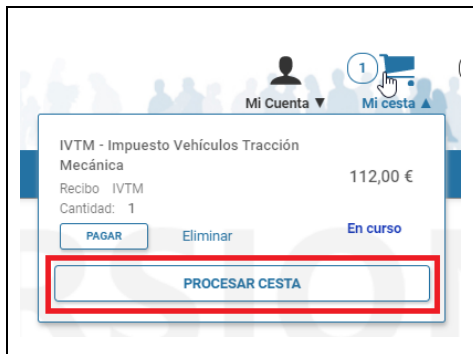 1
Mi Cuenta ▼ Mi cesta ▲
IVTM - Impuesto Vehículos Tracción
Mecánica
112,00 €
Recibo IVTM
Cantidad: 1
PAGAR Eliminar En curso
PROCESAR CESTA